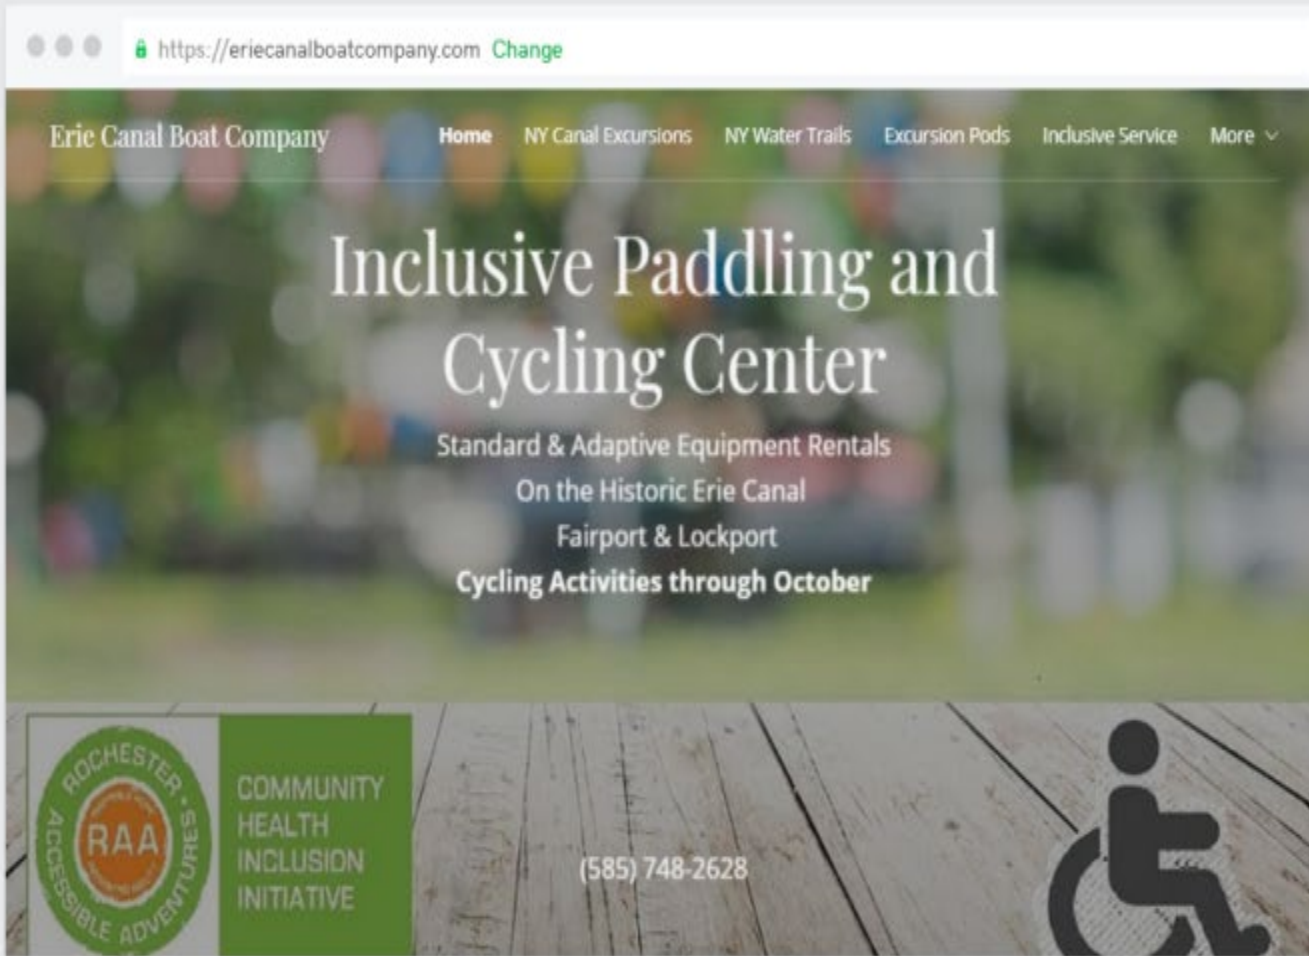 https://eriecanalboatcompany.com Change
Erie Canal Boat Company
Home NY Canal Excursions NY Water Trails Excursion Pods Inclusive Service More
Inclusive Paddling and
Cycling Center
Standard & Adaptive Equipment Rentals
On the Historic Erie Canal
Fairport & Lockport
Cycling Activities through October
ROCHESTER
ACCESSIBLE ADVENTURES
RAA
COMMUNITY
HEALTH
INCLUSION
INITIATIVE
(585) 748-2628